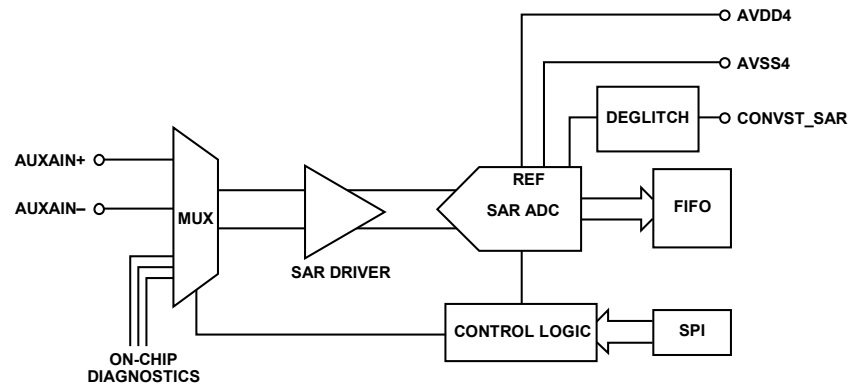 AVDD4
AVSS4
DEGLITCH
CONVST_SAR
AUXAIN+
AUXAIN–
MUX
REF
SAR ADC
FIFO
SAR DRIVER
CONTROL LOGIC
SPI
ON-CHIP
DIAGNOSTICS